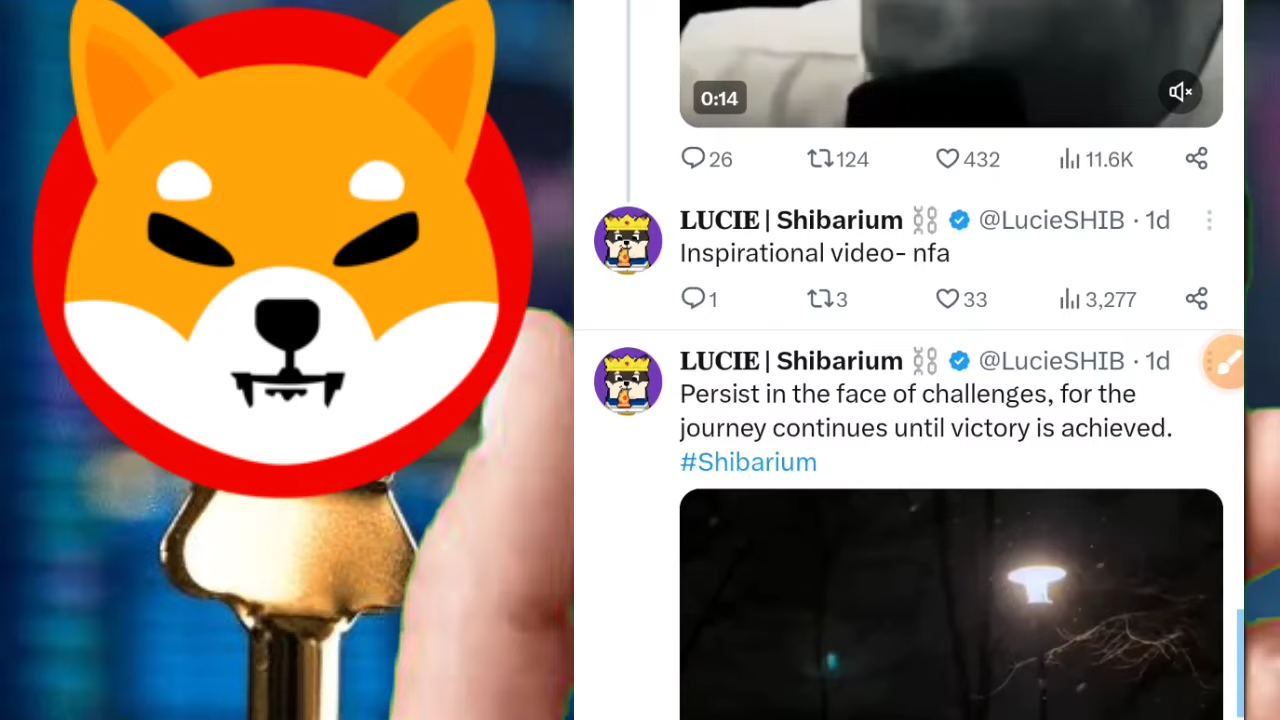 0:14
26 124 432 11.6K
LUCIE | Shibarium ⛓ @LucieSHIB · 1d
Inspirational video- nfa
1 3 33 3,277
LUCIE | Shibarium ⛓ @LucieSHIB · 1d
Persist in the face of challenges, for the
journey continues until victory is achieved.
#Shibarium